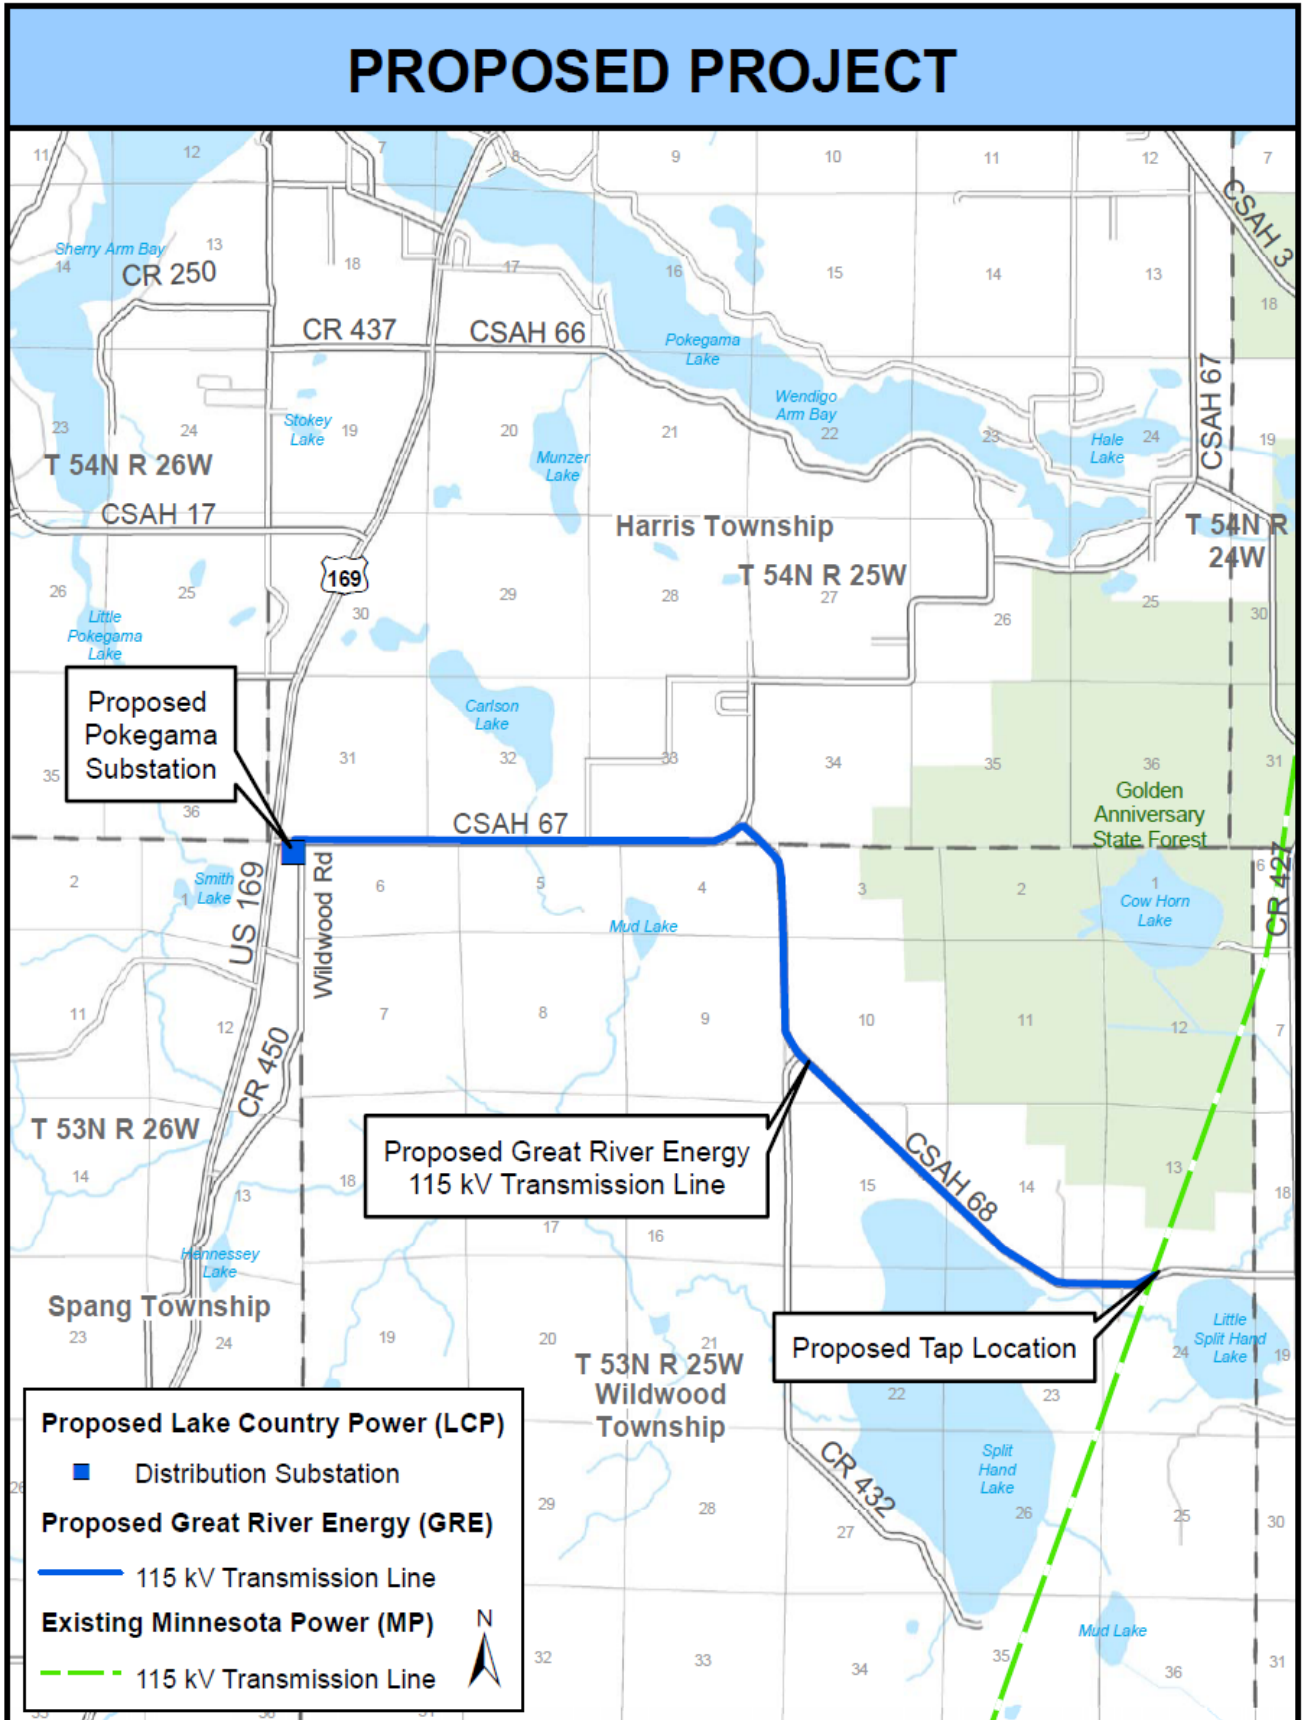 PROPOSED PROJECT
11
12
7
8
9
10
11
12
7
CSAH 3
Sherry Arm Bay
14
13
CR 250
18
17
16
15
14
13
18
CR 437
CSAH 66
Pokegama
Lake
CSAH 67
Wendigo
Arm Bay
23
24
Stokey
Lake
19
20
21
22
23
Hale
Lake
24
19
T 54N R 26W
Munzer
Lake
CSAH 17
Harris Township
T 54N R
24W
169
T 54N R 25W
26
25
30
29
28
27
26
25
30
Little
Pokegama
Lake
Proposed
Pokegama
Substation
Carlson
Lake
35
36
31
32
33
34
35
36
31
Golden
Anniversary
State Forest
CSAH 67
CR 427
2
1
Smith
Lake
US 169
Wildwood Rd
6
5
4
3
2
1
6
Mud Lake
Cow Horn
Lake
11
12
7
8
9
10
11
12
7
CR 450
T 53N R 26W
Proposed Great River Energy
115 kV Transmission Line
CSAH 68
14
13
18
17
16
15
14
13
18
Hennessey
Lake
Spang Township
23
24
19
20
21
22
23
24
19
Proposed Tap Location
Little
Split Hand
Lake
T 53N R 25W
Wildwood
Township
CR 432
Split
Hand
Lake
26
29
28
27
26
25
30
Mud Lake
32
33
34
35
36
31
Proposed Lake Country Power (LCP)
Distribution Substation
Proposed Great River Energy (GRE)
115 kV Transmission Line
Existing Minnesota Power (MP)
N
115 kV Transmission Line